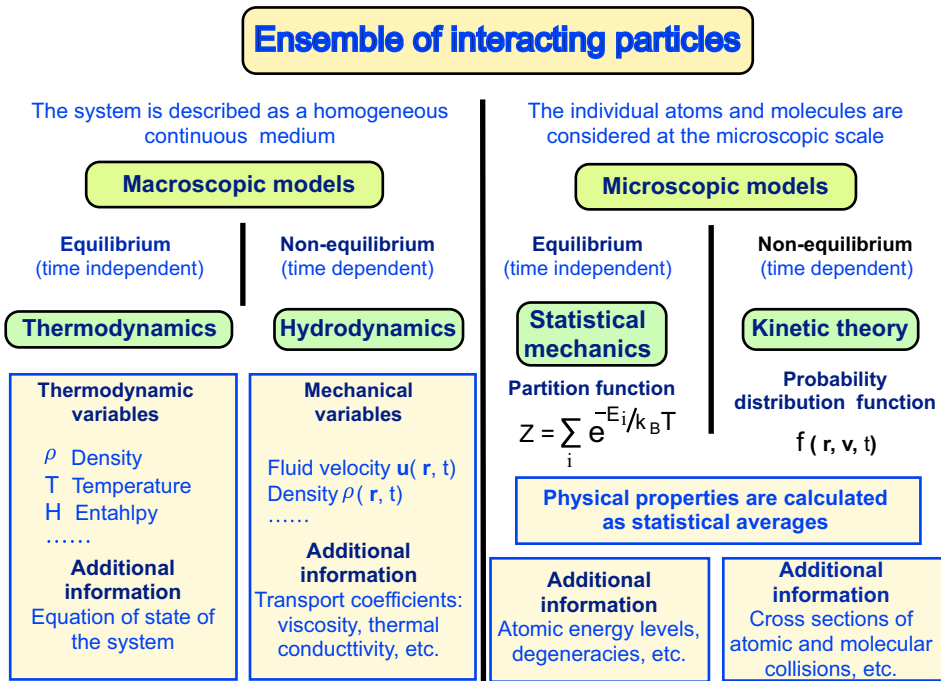 Ensemble of interacting particles
The system is described as a homogeneous
continuous medium
Macroscopic models
Equilibrium
(time independent)
Thermodynamics
Thermodynamic
variables
ρ Density
T Temperature
H Entahlpy
......
Additional
information
Equation of state of
the system
Non-equilibrium
(time dependent)
Hydrodynamics
Mechanical
variables
Fluid velocity u( r, t)
Density ρ( r, t)
......
Additional
information
Transport coefficients:
viscosity, thermal
conducttivity, etc.
The individual atoms and molecules are
considered at the microscopic scale
Microscopic models
Equilibrium
(time independent)
Statistical
mechanics
Partition function
Z = ∑ᵢ e^(−Eᵢ/k_B T)
Non-equilibrium
(time dependent)
Kinetic theory
Probability
distribution function
f ( r, v, t)
Physical properties are calculated
as statistical averages
Additional
information
Atomic energy levels,
degeneracies, etc.
Additional
information
Cross sections of
atomic and molecular
collisions, etc.